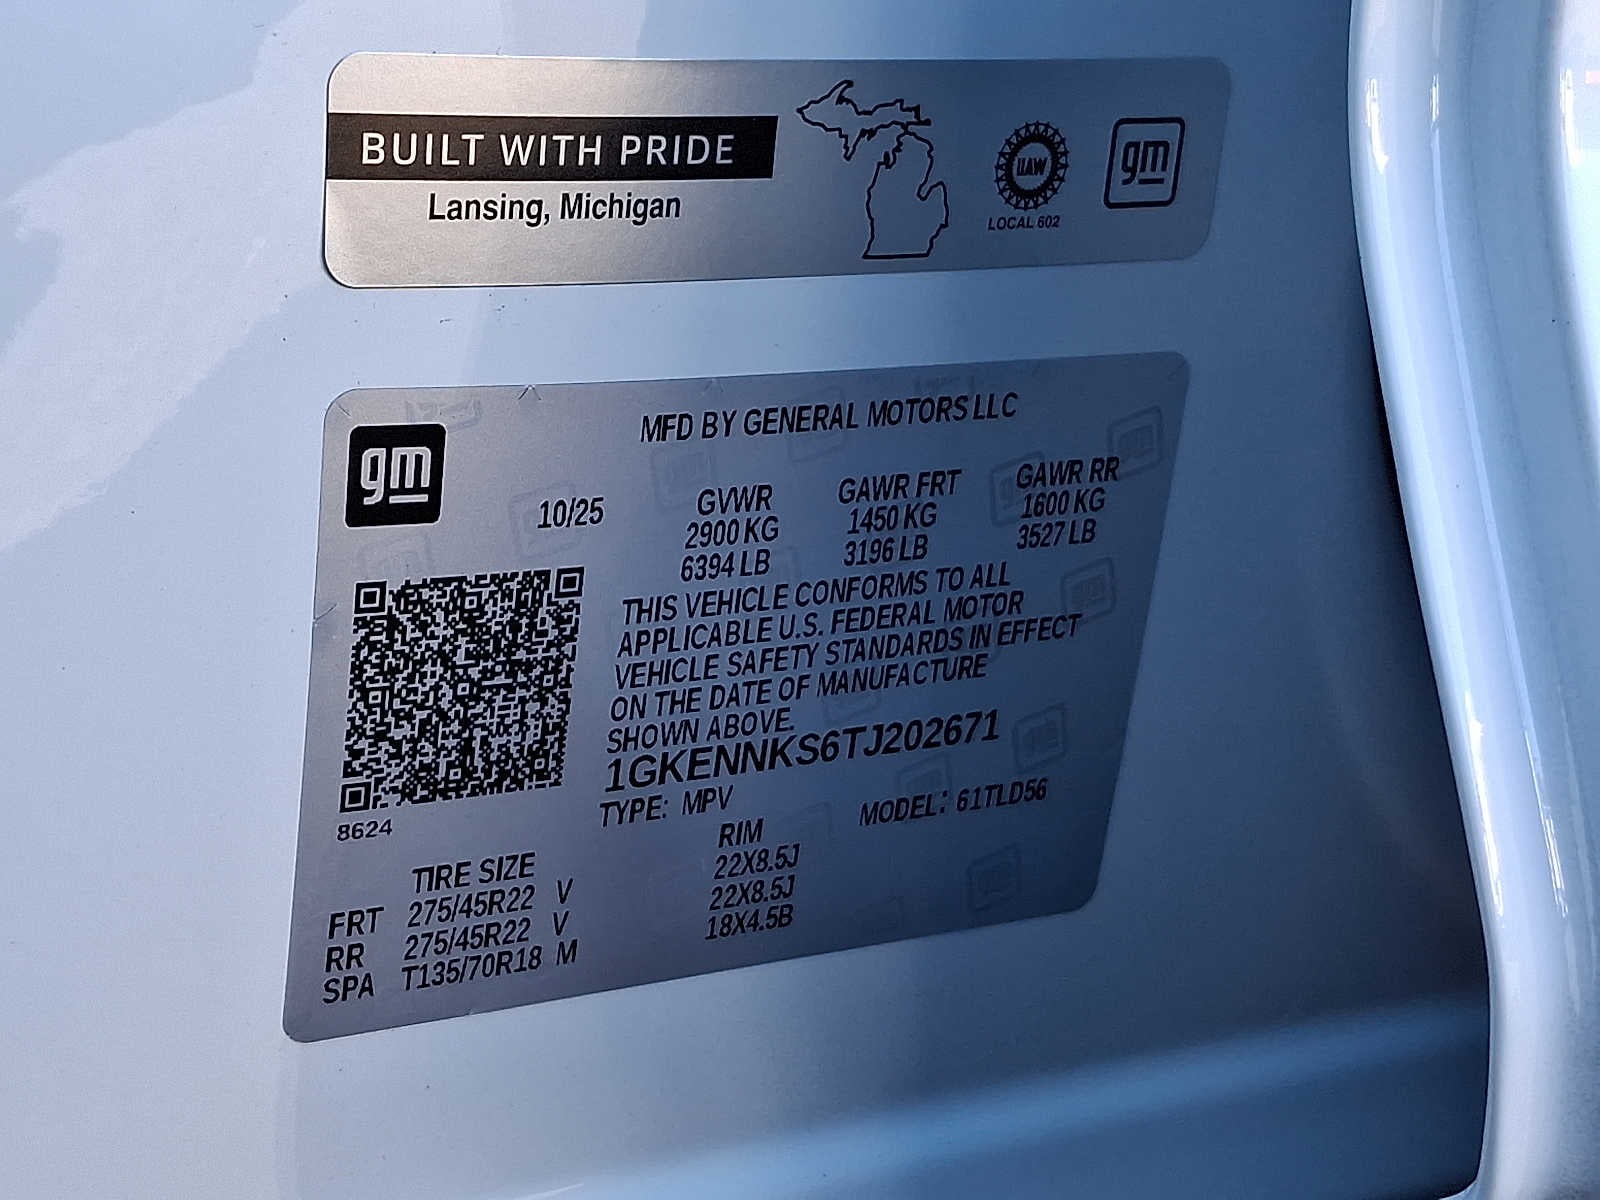 BUILT WITH PRIDE
Lansing, Michigan
UAW
LOCAL 602
gm
gm
MFD BY GENERAL MOTORS LLC
10/25
GVWR GAWR FRT GAWR RR
2900 KG 1450 KG 1600 KG
6394 LB 3196 LB 3527 LB
THIS VEHICLE CONFORMS TO ALL
APPLICABLE U.S. FEDERAL MOTOR
VEHICLE SAFETY STANDARDS IN EFFECT
ON THE DATE OF MANUFACTURE
SHOWN ABOVE.
1GKENNKS6TJ202671
TYPE: MPV MODEL: 61TLD56
8624
TIRE SIZE RIM
FRT 275/45R22 V 22X8.5J
RR 275/45R22 V 22X8.5J
SPA T135/70R18 M 18X4.5B